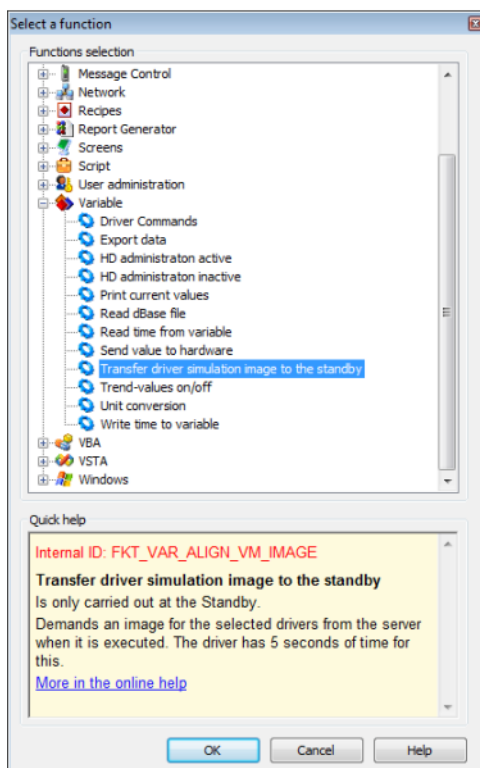 Select a function
Functions selection
Message Control
Network
Recipes
Report Generator
Screens
Script
User administration
Variable
Driver Commands
Export data
HD administraton active
HD administraton inactive
Print current values
Read dBase file
Read time from variable
Send value to hardware
Transfer driver simulation image to the standby
Trend-values on/off
Unit conversion
Write time to variable
VBA
VSTA
Windows
Quick help
Internal ID: FKT_VAR_ALIGN_VM_IMAGE
Transfer driver simulation image to the standby
Is only carried out at the Standby.
Demands an image for the selected drivers from the server
when it is executed. The driver has 5 seconds of time for
this.
More in the online help
OK Cancel Help